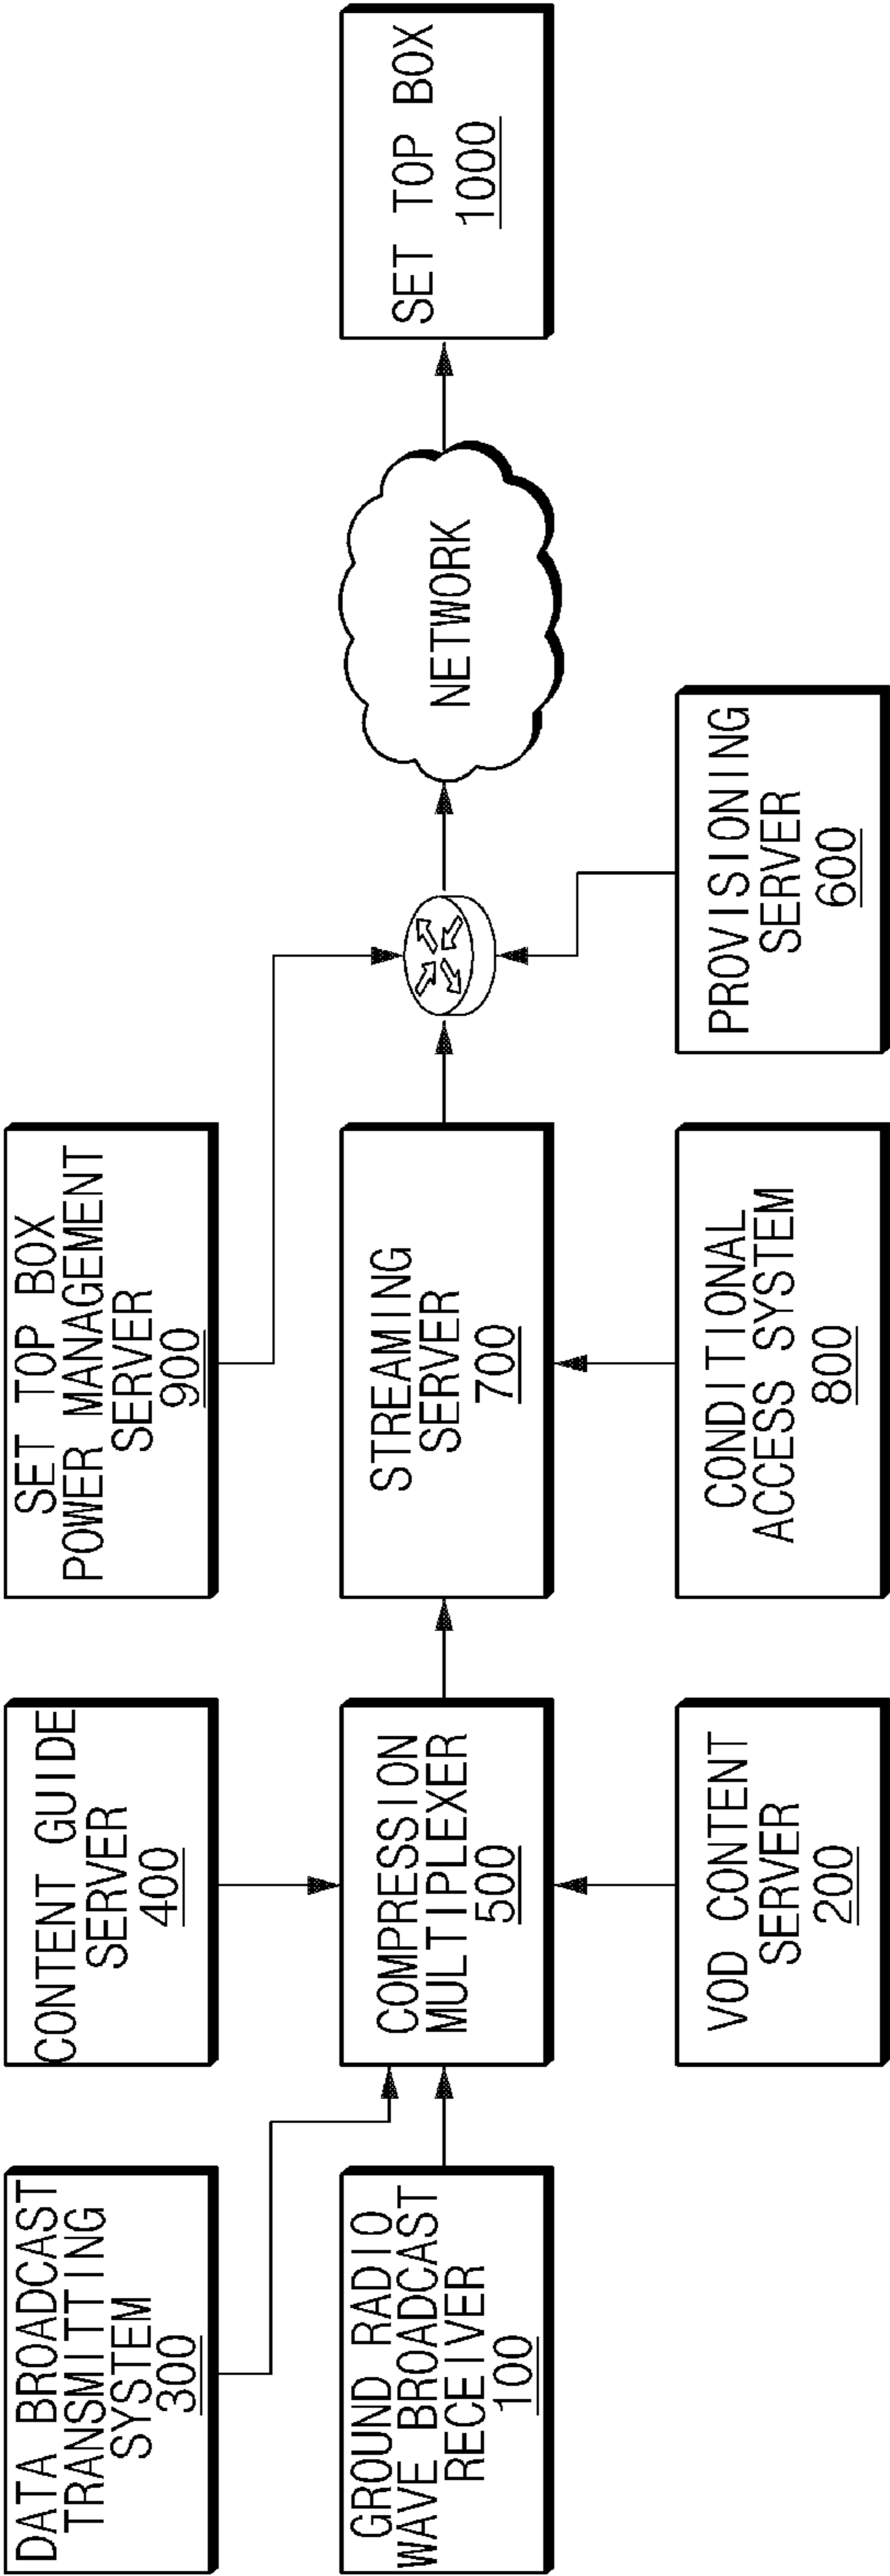 DATA BROADCAST
TRANSMITTING
SYSTEM
300
CONTENT GUIDE
SERVER
400
SET TOP BOX
POWER MANAGEMENT
SERVER
900
GROUND RADIO
WAVE BROADCAST
RECEIVER
100
COMPRESSION
MULTIPLEXER
500
STREAMING
SERVER
700
NETWORK
SET TOP BOX
1000
VOD CONTENT
SERVER
200
CONDITIONAL
ACCESS SYSTEM
800
PROVISIONING
SERVER
600